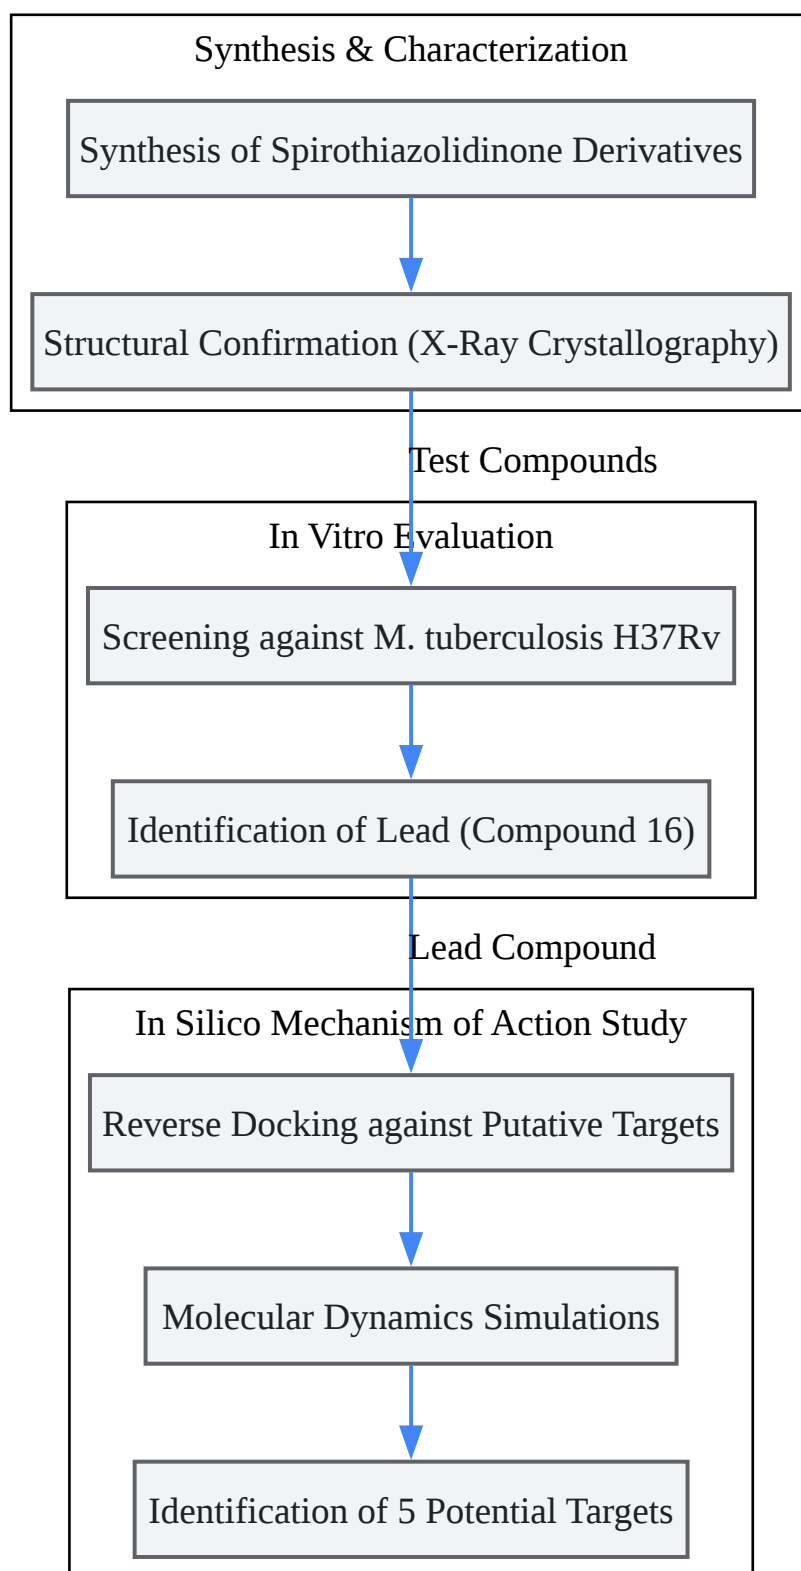 Synthesis & Characterization
Synthesis of Spirothiazolidinone Derivatives
Structural Confirmation (X-Ray Crystallography)
Test Compounds
In Vitro Evaluation
Screening against M. tuberculosis H37Rv
Identification of Lead (Compound 16)
Lead Compound
In Silico Mechanism of Action Study
Reverse Docking against Putative Targets
Molecular Dynamics Simulations
Identification of 5 Potential Targets